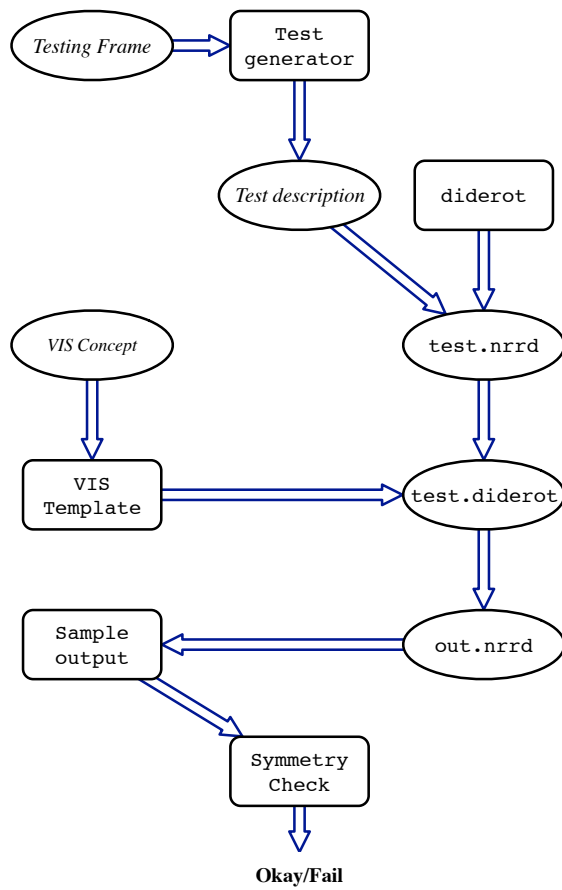 Testing Frame
Test
generator
Test description
diderot
VIS Concept
test.nrrd
VIS
Template
test.diderot
Sample
output
out.nrrd
Symmetry
Check
Okay/Fail